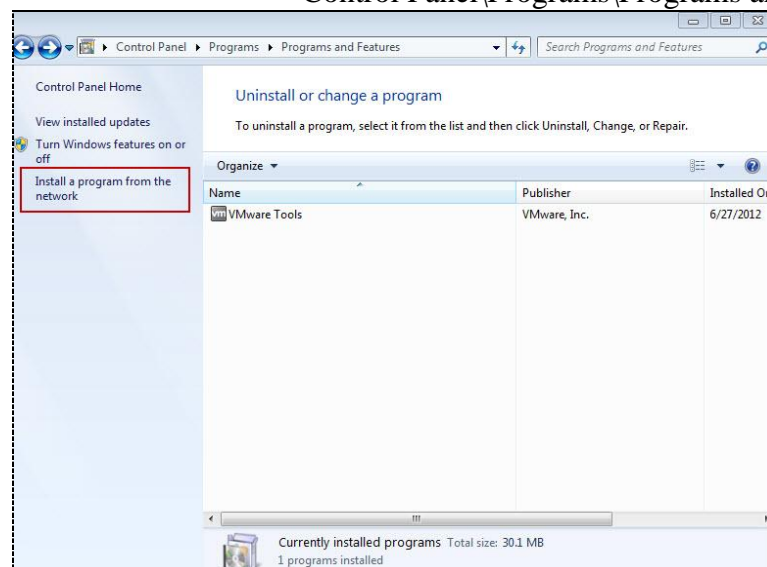 Control Panel\Programs\Programs a
Control Panel ▸ Programs ▸ Programs and Features
Search Programs and Features
Control Panel Home
View installed updates
Turn Windows features on or
off
Install a program from the
network
Uninstall or change a program
To uninstall a program, select it from the list and then click Uninstall, Change, or Repair.
Organize
Name Publisher Installed O
vm VMware Tools VMware, Inc. 6/27/2012
Currently installed programs Total size: 30.1 MB
1 programs installed